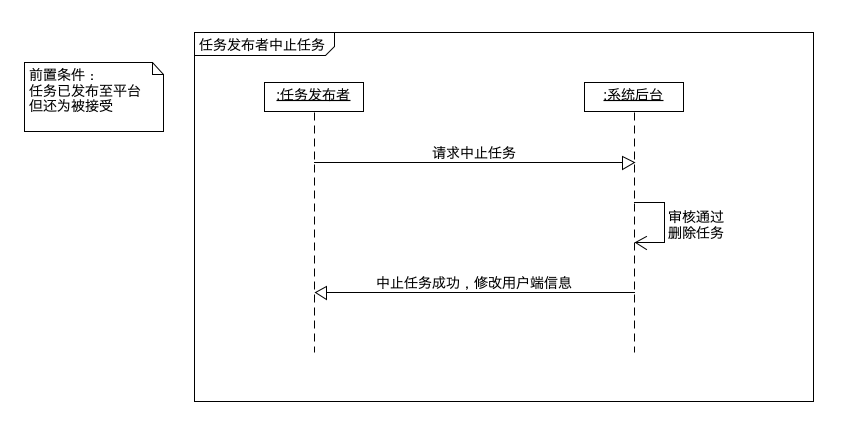 任务发布者中止任务
前置条件：
任务已发布至平台
但还为被接受
:任务发布者
:系统后台
请求中止任务
审核通过
删除任务
中止任务成功，修改用户端信息